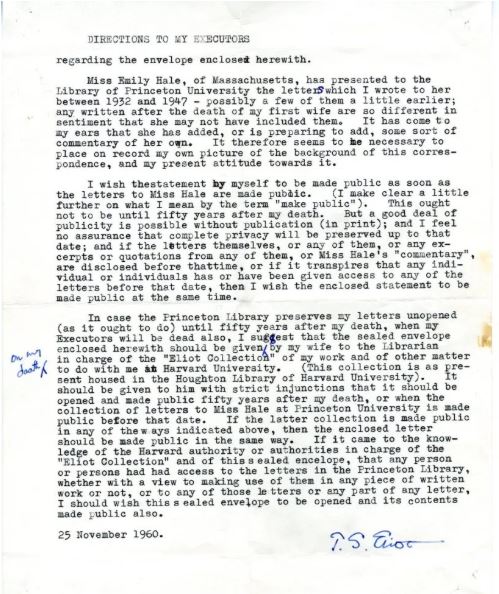 DIRECTIONS TO MY EXECUTORS
regarding the envelope enclosed herewith.
Miss Emily Hale, of Massachusetts, has presented to the
Library of Princeton University the letters which I wrote to her
between 1932 and 1947 - possibly a few of them a little earlier;
any written after the death of my first wife are so different in
sentiment that she may not have included them. It has come to
my ears that she has added, or is preparing to add, some sort of
commentary of her own. It therefore seems to me necessary to
place on record my own picture of the background of this corres-
pondence, and my present attitude towards it.
I wish thestatement by myself to be made public as soon as
the letters to Miss Hale are made public. (I make clear a little
further on what I mean by the term "make public"). This ought
not to be until fifty years after my death. But a good deal of
publicity is possible without publication (in print); and I feel
no assurance that complete privacy will be preserved up to that
date; and if the letters themselves, or any of them, or any ex-
cerpts or quotations from any of them, or Miss Hale's "commentary",
are disclosed before thattime, or if it transpires that any indi-
vidual or individuals has or have been given access to any of the
letters before that date, then I wish the enclosed statement to be
made public at the same time.
In case the Princeton Library preserves my letters unopened
(as it ought to do) until fifty years after my death, when my
Executors will be dead also, I suggest that the sealed envelope
on my
death/
enclosed herewith should be given/by my wife to the Librarian
in charge of the "Eliot Collection" of my work and of other matter
to do with me at Harvard University. (This collection is as pre-
sent housed in the Houghton Library of Harvard University). It
should be given to him with strict injunctions that it should be
opened and made public fifty years after my death, or when the
collection of letters to Miss Hale at Princeton University is made
public before that date. If the latter collection is made public
in any of the ways indicated above, then the enclosed letter
should be made public in the same way. If it came to the know-
ledge of the Harvard authority or authorities in charge of the
"Eliot Collection" and of this sealed envelope, that any person
or persons had had access to the letters in the Princeton Library,
whether with a view to making use of them in any piece of written
work or not, or to any of those letters or any part of any letter,
I should wish this sealed envelope to be opened and its contents
made public also.
25 November 1960.
T. S. Eliot